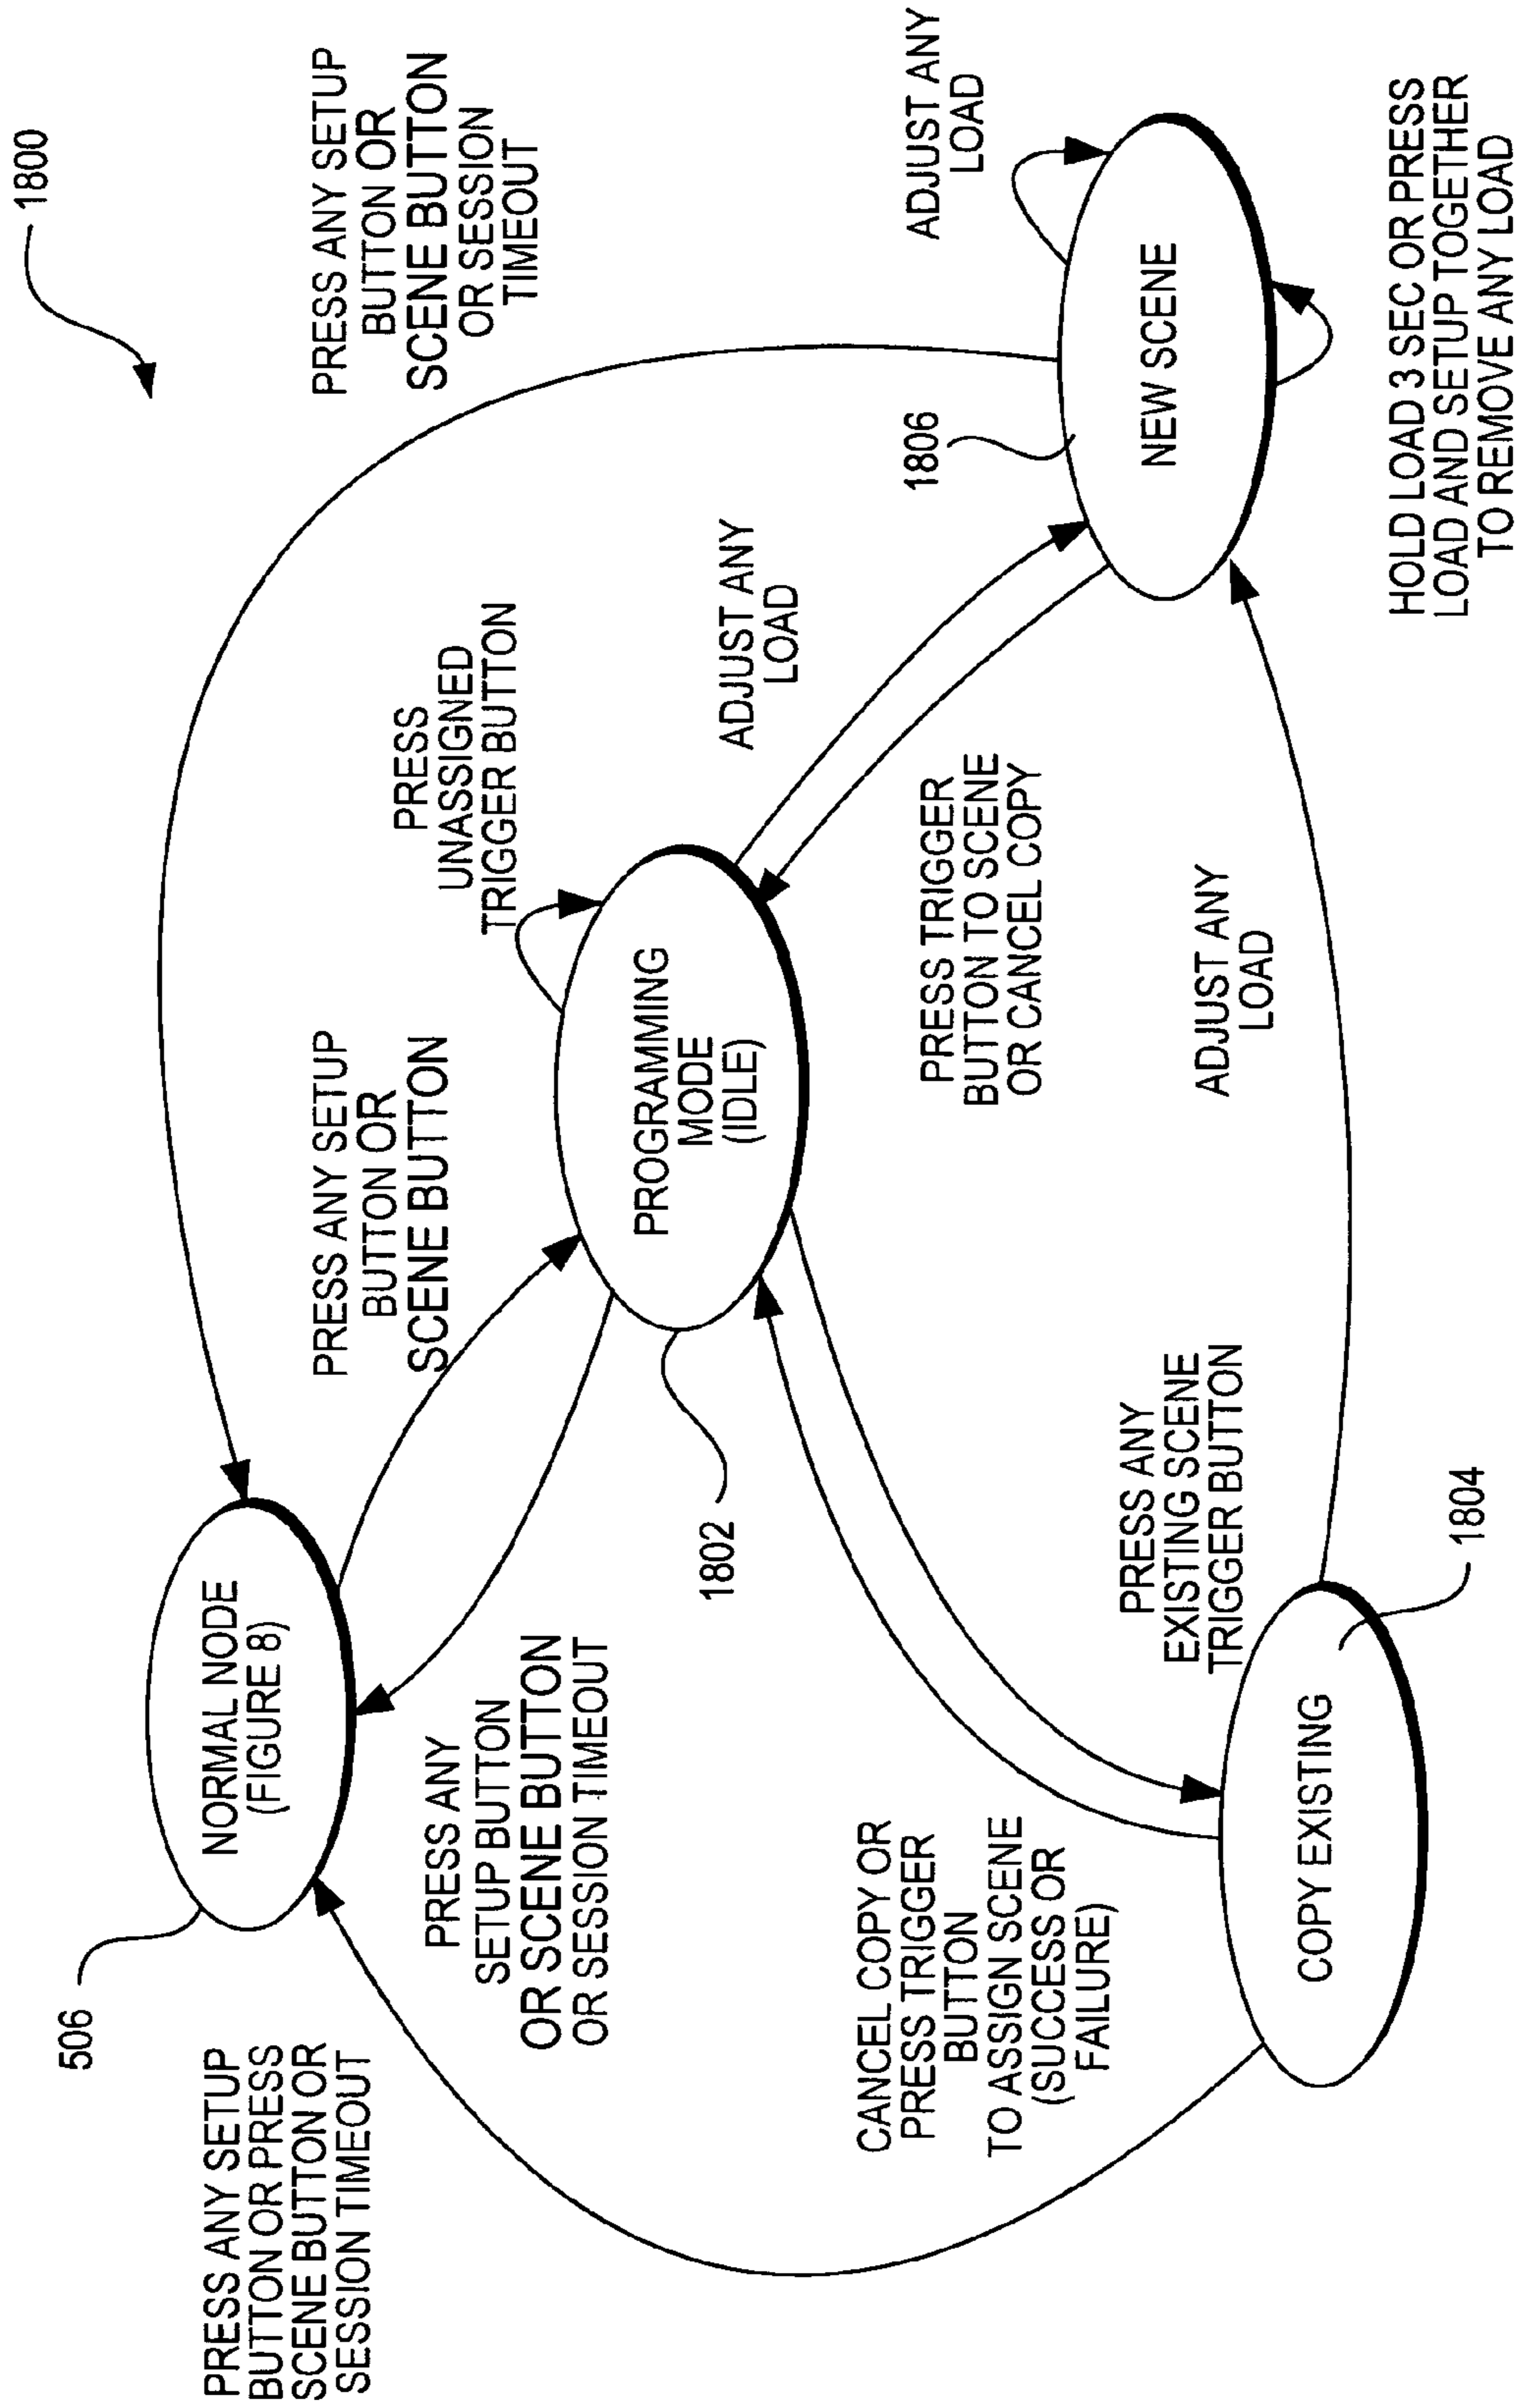 1800
PRESS ANY SETUP
BUTTON OR
SCENE BUTTON
OR SESSION
TIMEOUT
506
NORMAL NODE
(FIGURE 8)
PRESS ANY SETUP
BUTTON OR PRESS
SCENE BUTTON OR
SESSION TIMEOUT
PRESS ANY SETUP
BUTTON OR
SCENE BUTTON
PRESS
UNASSIGNED
TRIGGER BUTTON
PRESS ANY
SETUP BUTTON
OR SCENE BUTTON
OR SESSION TIMEOUT
1802
PROGRAMING
MODE
(IDLE)
ADJUST ANY
LOAD
1806
ADJUST ANY
LOAD
NEW SCENE
PRESS TRIGGER
BUTTON TO SCENE
OR CANCEL COPY
CANCEL COPY OR
PRESS TRIGGER
BUTTON
TO ASSIGN SCENE
(SUCCESS OR
FAILURE)
PRESS ANY
EXISTING SCENE
TRIGGER BUTTON
ADJUST ANY
LOAD
COPY EXISTING
1804
HOLD LOAD 3 SEC OR PRESS
LOAD AND SETUP TOGETHER
TO REMOVE ANY LOAD